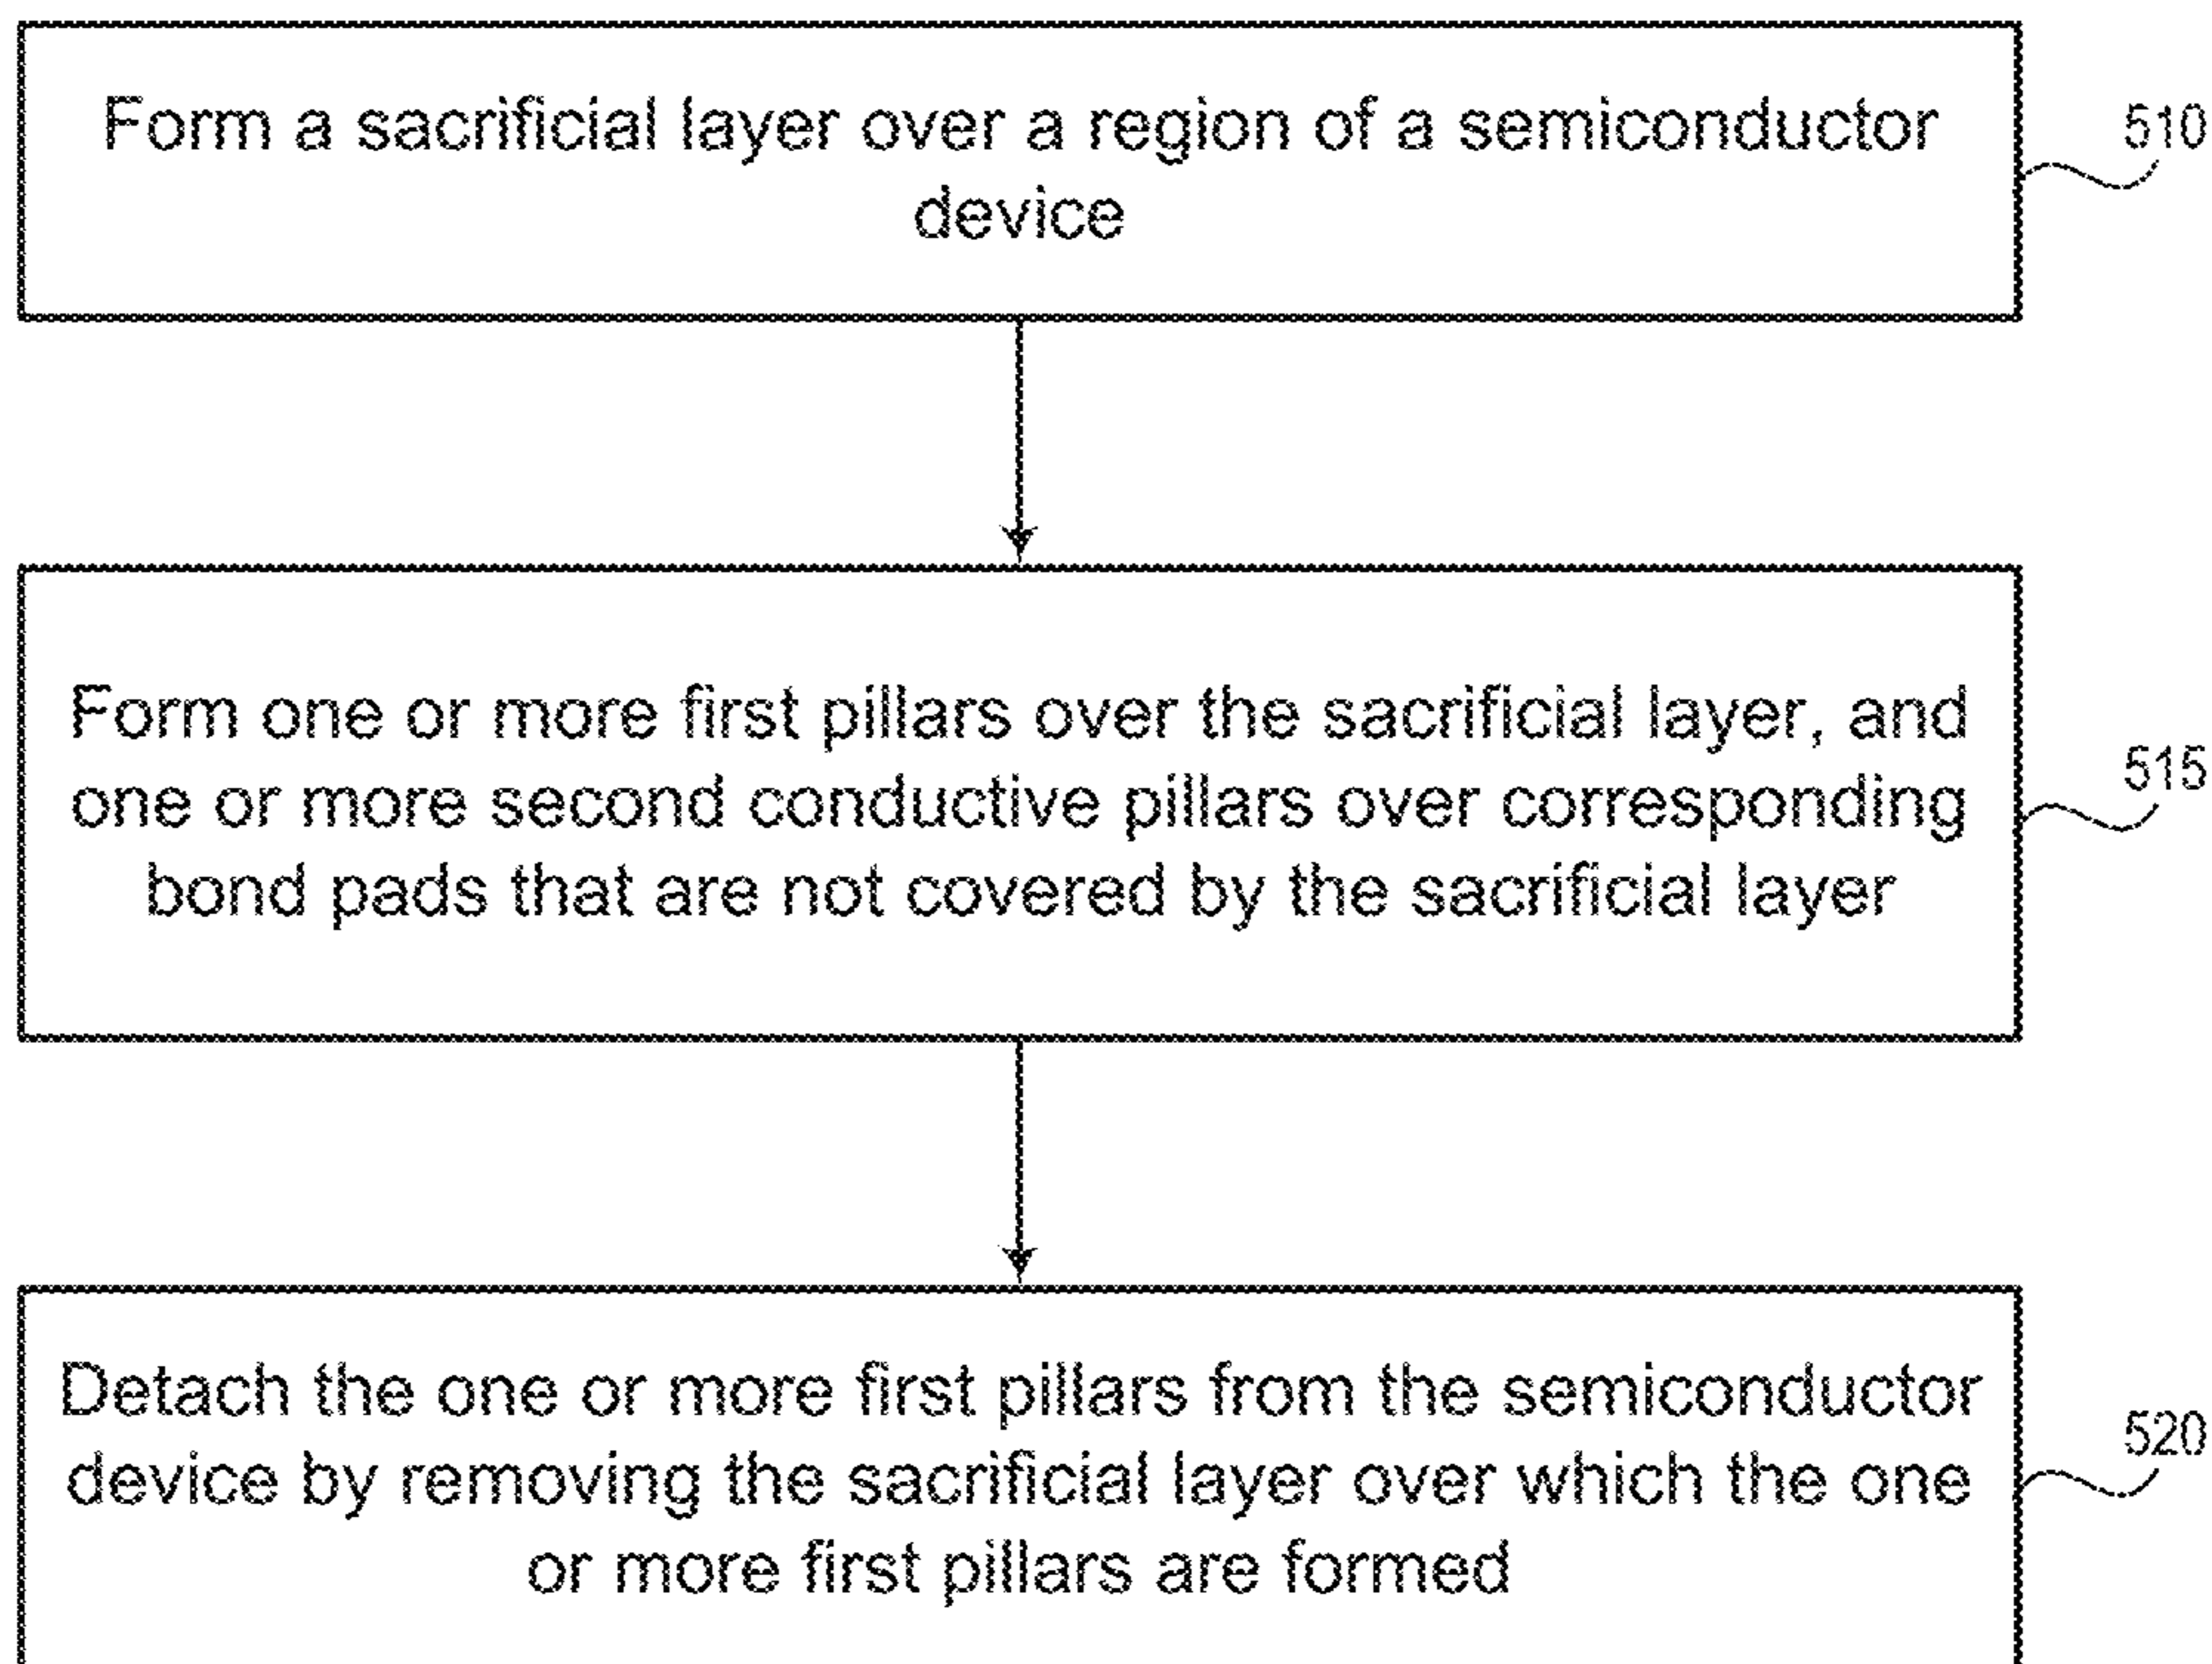 Form a sacrificial layer over a region of a semiconductor
device
510
Form one or more first pillars over the sacrificial layer, and
one or more second conductive pillars over corresponding
bond pads that are not covered by the sacrificial layer
515
Detach the one or more first pillars from the semiconductor
device by removing the sacrificial layer over which the one
or more first pillars are formed
520